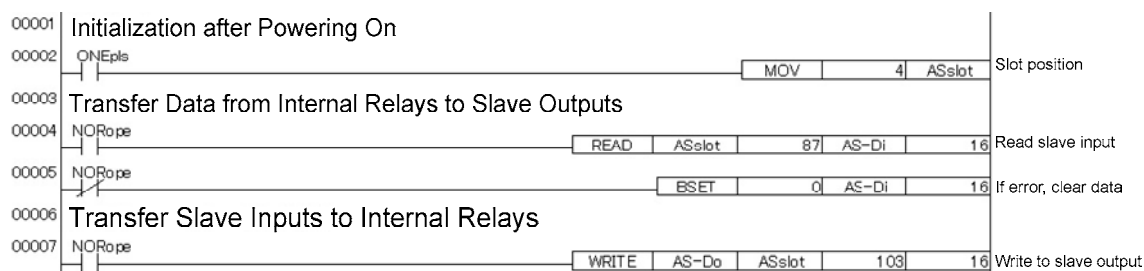 00001 Initialization after Powering On
00002 ONEpls MOV 4 ASslot Slot position
00003 Transfer Data from Internal Relays to Slave Outputs
00004 NORope READ ASslot 87 AS-Di 16 Read slave input
00005 NORope BSET 0 AS-Di 16 If error, clear data
00006 Transfer Slave Inputs to Internal Relays
00007 NORope WRITE AS-Do ASslot 103 16 Write to slave output